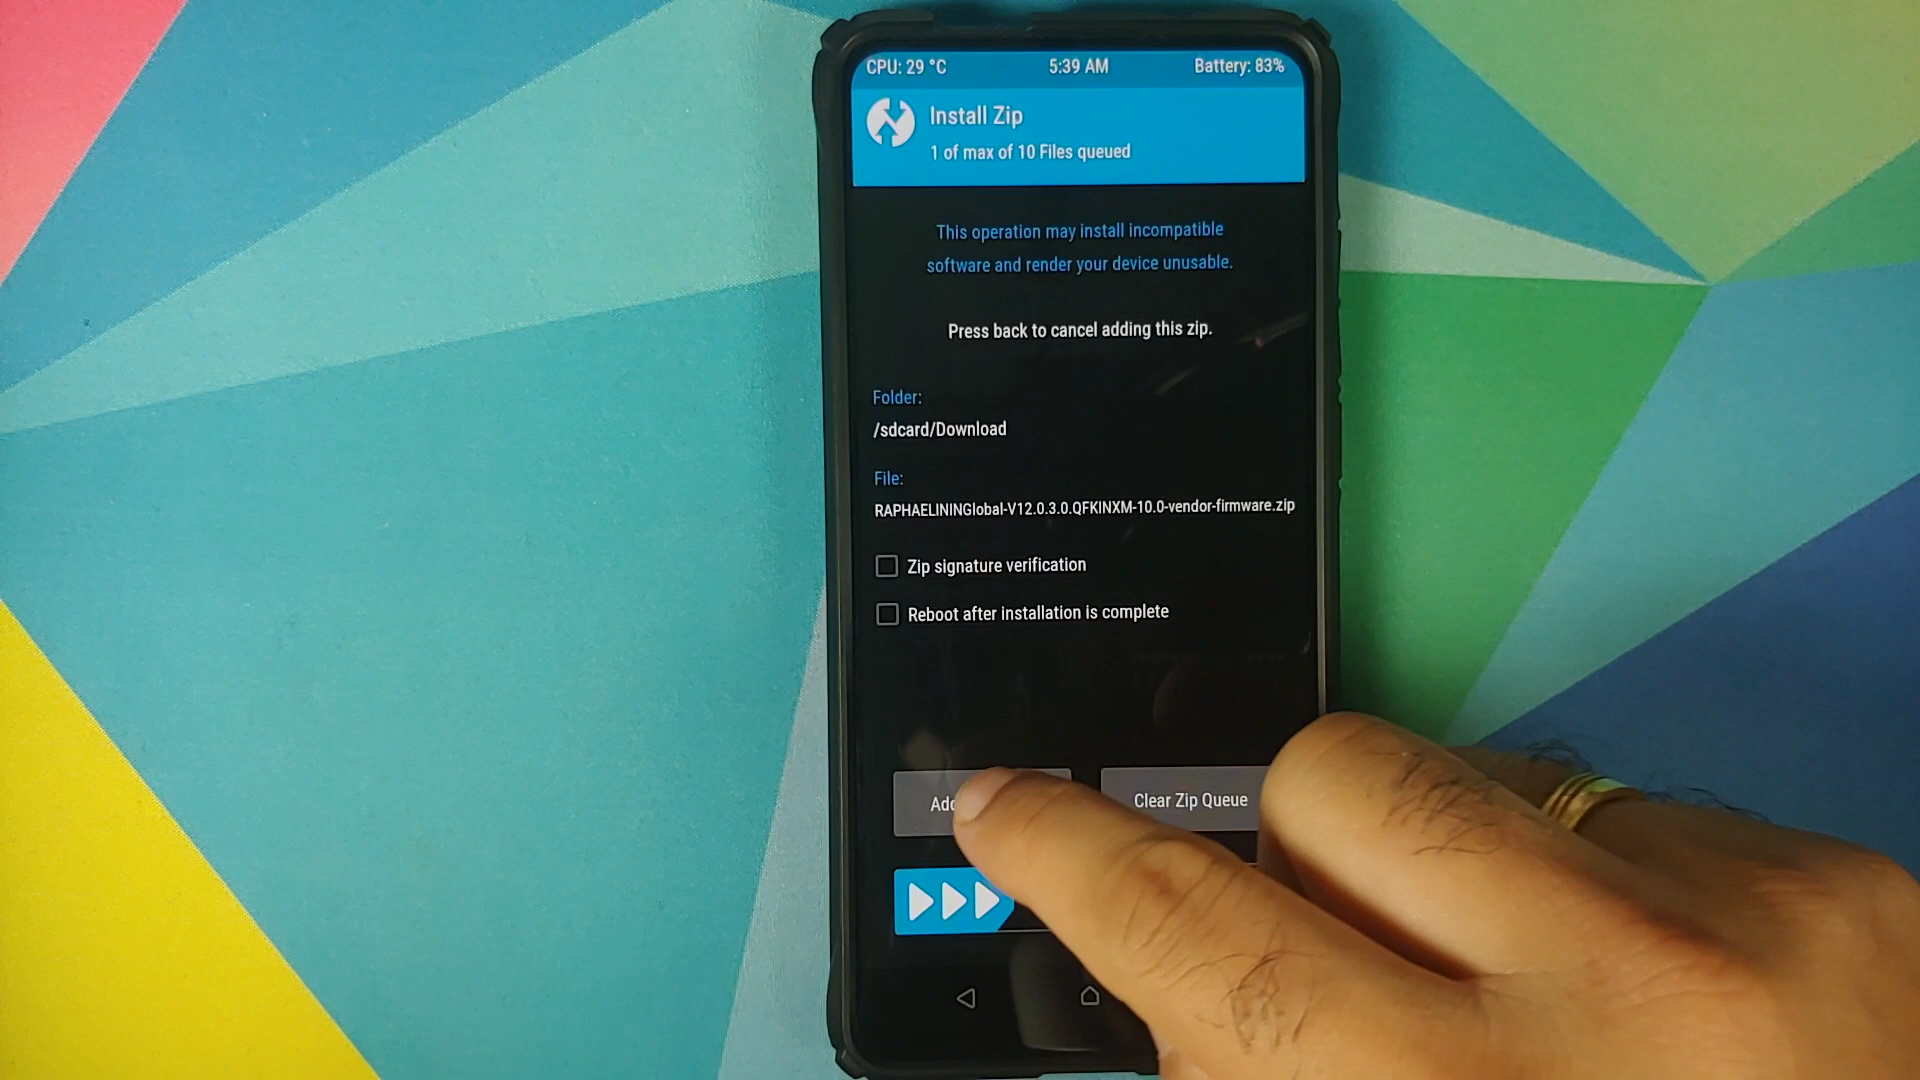 CPU: 29 °C 5:39 AM Battery: 83%
Install Zip
1 of max of 10 Files queued
This operation may install incompatible
software and render your device unusable.
Press back to cancel adding this zip.
Folder:
/sdcard/Download
File:
RAPHAELININGlobal-V12.0.3.0.QFKINXM-10.0-vendor-firmware.zip
Zip signature verification
Reboot after installation is complete
Clear Zip Queue